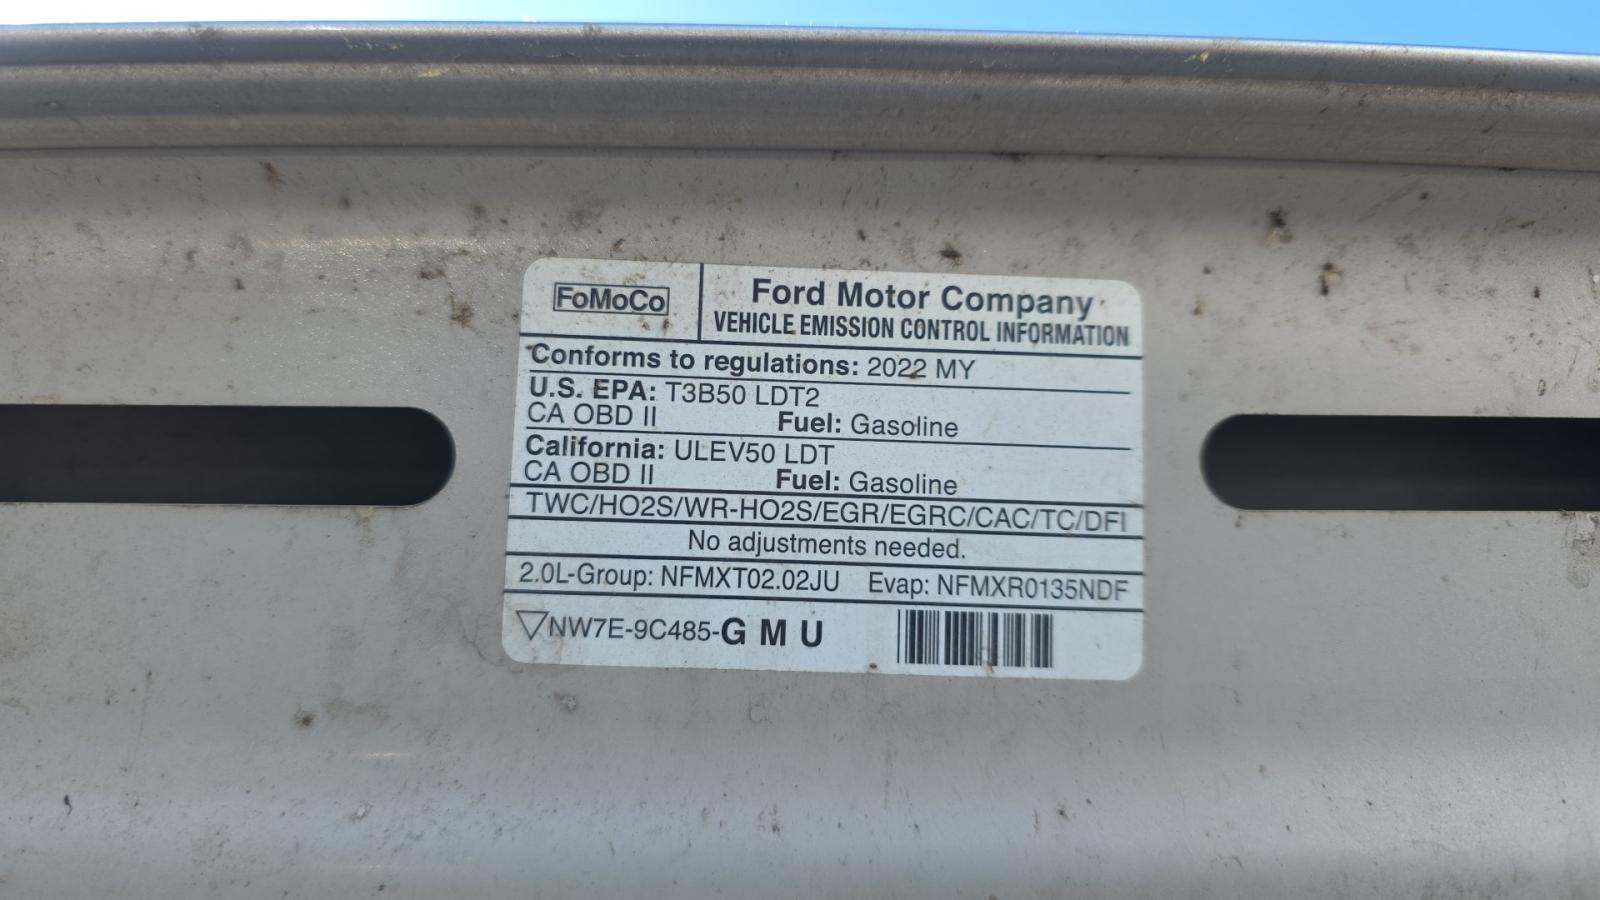 FoMoCo
Ford Motor Company
VEHICLE EMISSION CONTROL INFORMATION
Conforms to regulations: 2022 MY
U.S. EPA: T3B50 LDT2
CA OBD II Fuel: Gasoline
California: ULEV50 LDT
CA OBD II Fuel: Gasoline
TWC/HO2S/WR-HO2S/EGR/EGRC/CAC/TC/DFI
No adjustments needed.
2.0L-Group: NFMXT02.02JU Evap: NFMXR0135NDF
NW7E-9C485-G M U